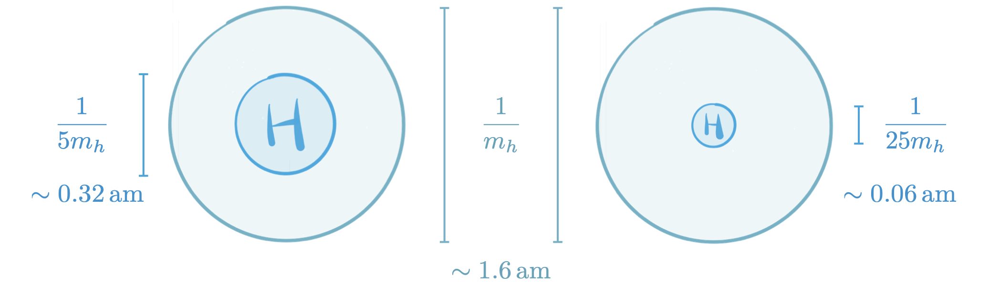 1
5m_h
~ 0.32 am
H
1
m_h
~ 1.6 am
H
1
25m_h
~ 0.06 am